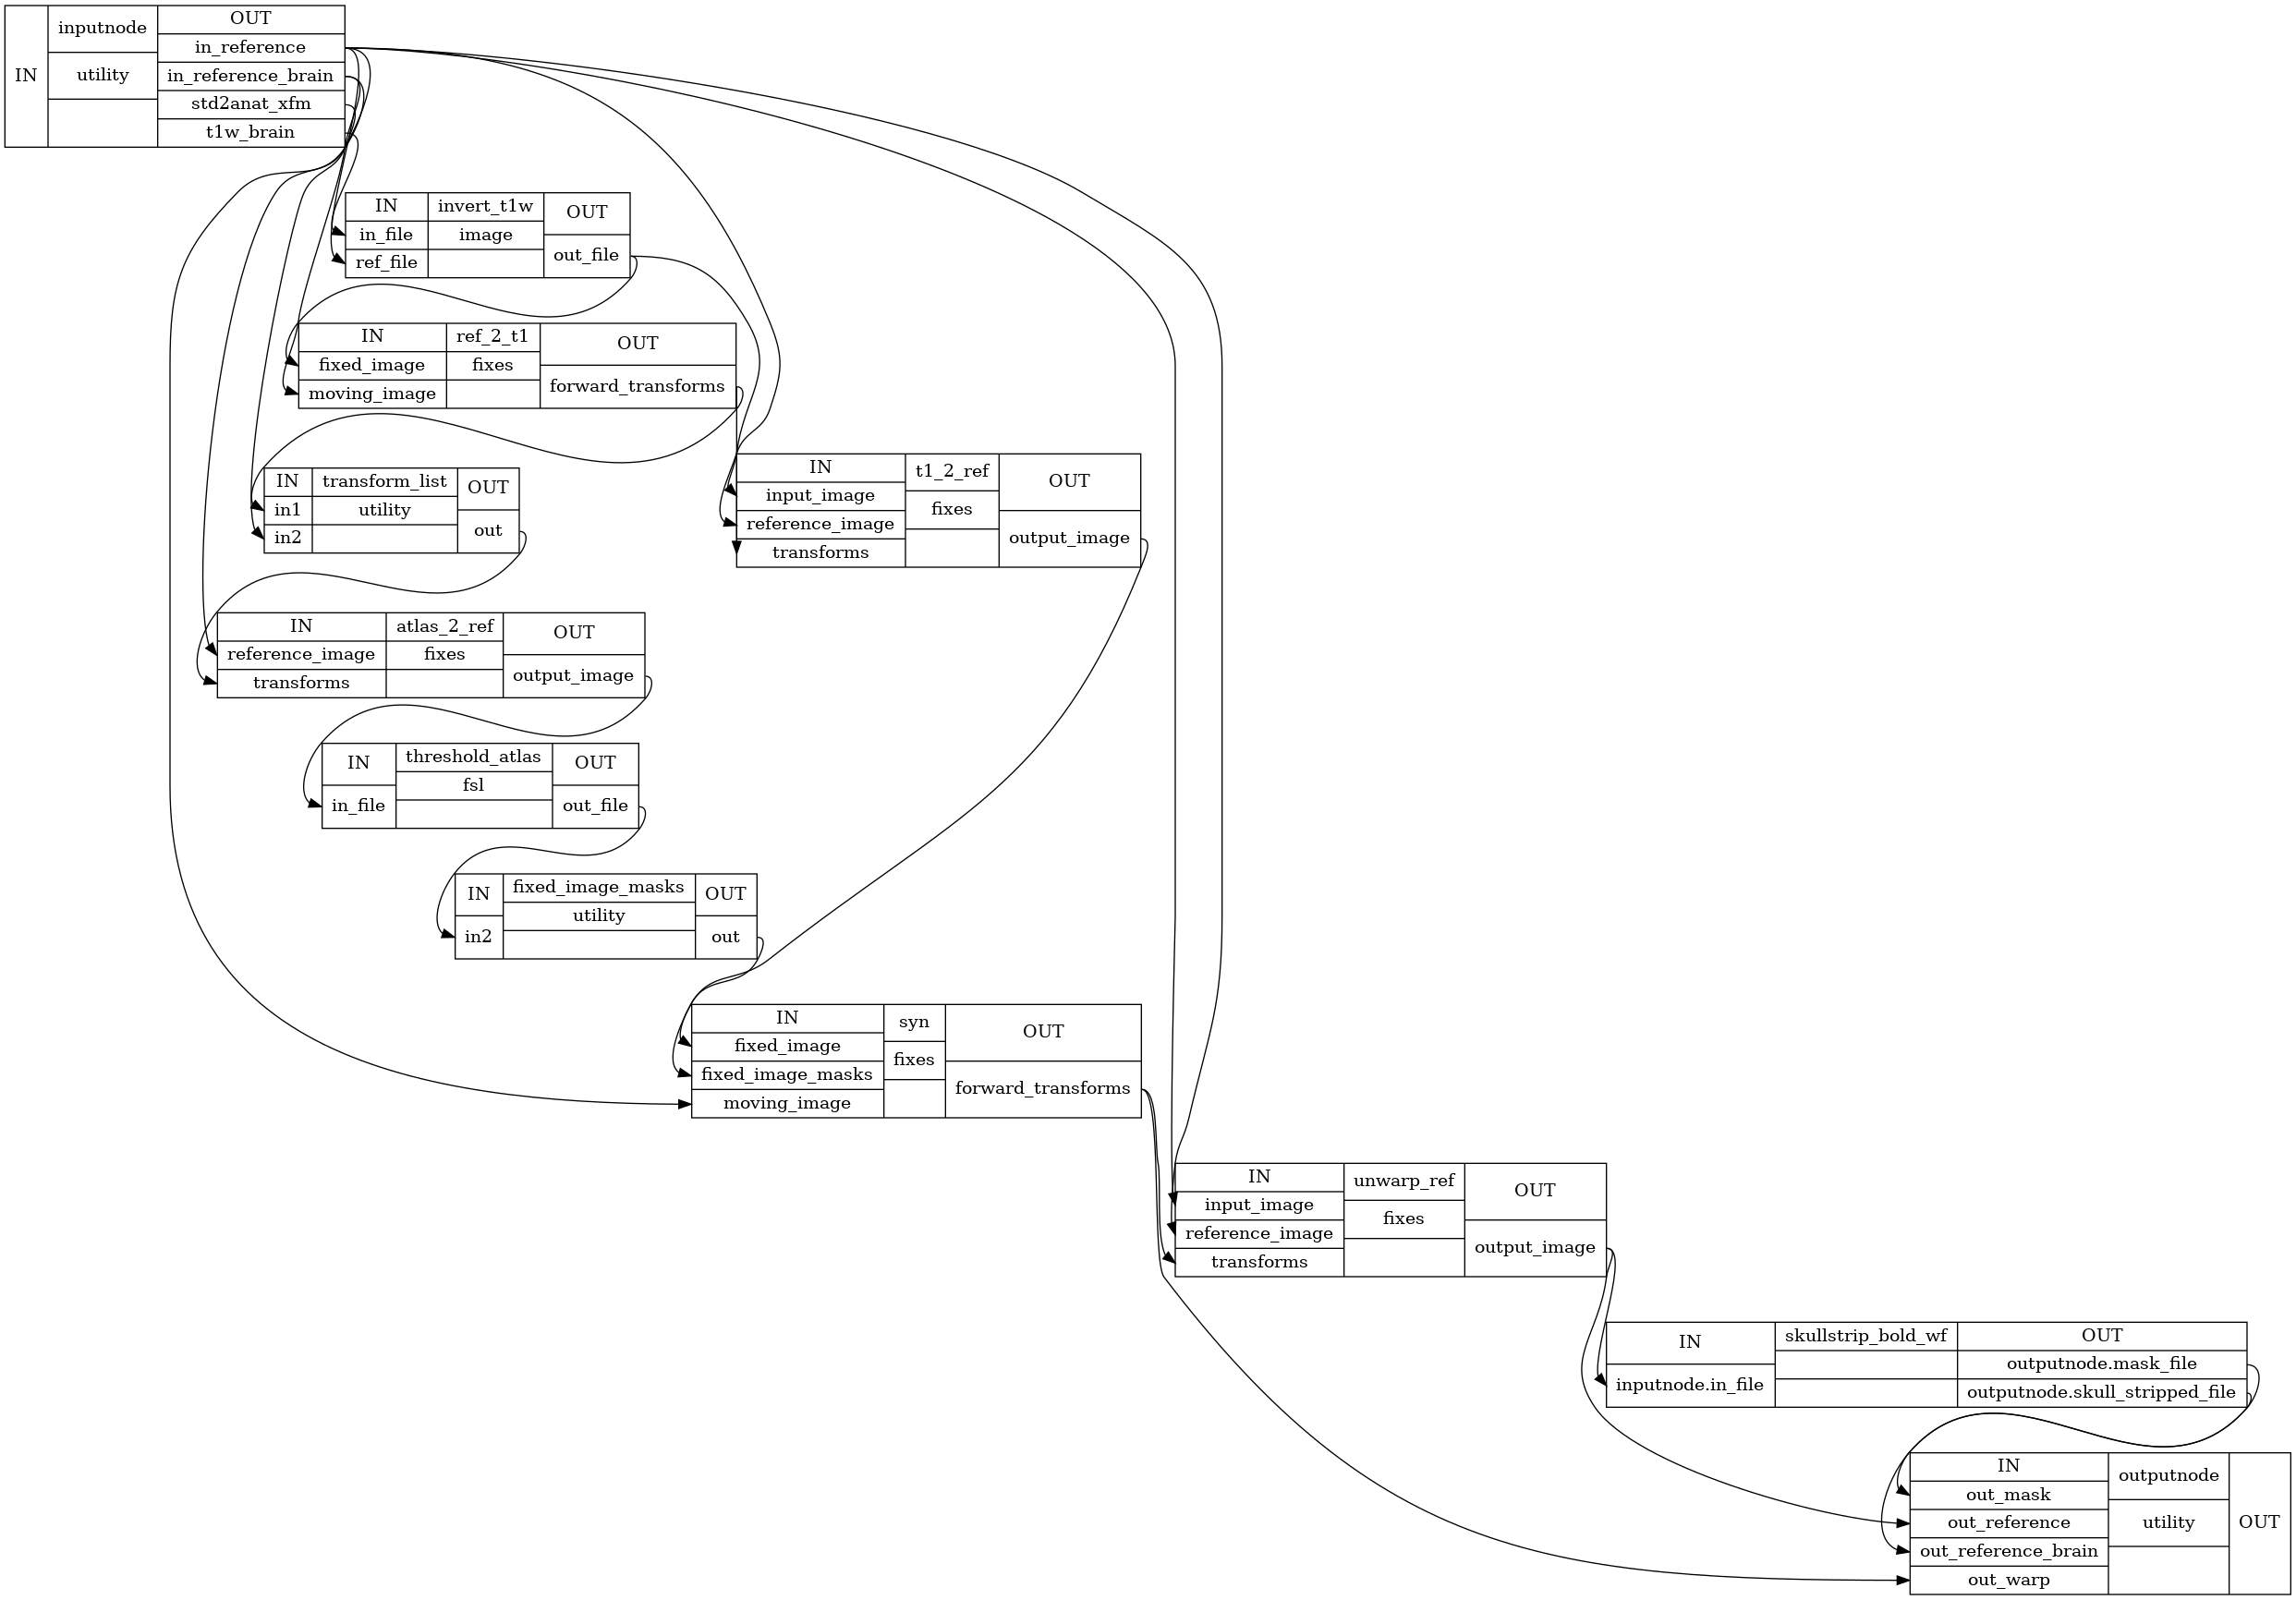 IN
inputnode
utility
OUT
in_reference
in_reference_brain
std2anat_xfm
t1w_brain
IN
in_file
ref_file
invert_t1w
image
OUT
out_file
IN
fixed_image
moving_image
ref_2_t1
fixes
OUT
forward_transforms
IN
in1
in2
transform_list
utility
OUT
out
IN
input_image
reference_image
transforms
t1_2_ref
fixes
OUT
output_image
IN
reference_image
transforms
atlas_2_ref
fixes
OUT
output_image
IN
in_file
threshold_atlas
fsl
OUT
out_file
IN
in2
fixed_image_masks
utility
OUT
out
IN
fixed_image
fixed_image_masks
moving_image
syn
fixes
OUT
forward_transforms
IN
input_image
reference_image
transforms
unwarp_ref
fixes
OUT
output_image
IN
inputnode.in_file
skullstrip_bold_wf
OUT
outputnode.mask_file
outputnode.skull_stripped_file
IN
out_mask
out_reference
out_reference_brain
out_warp
outputnode
utility
OUT